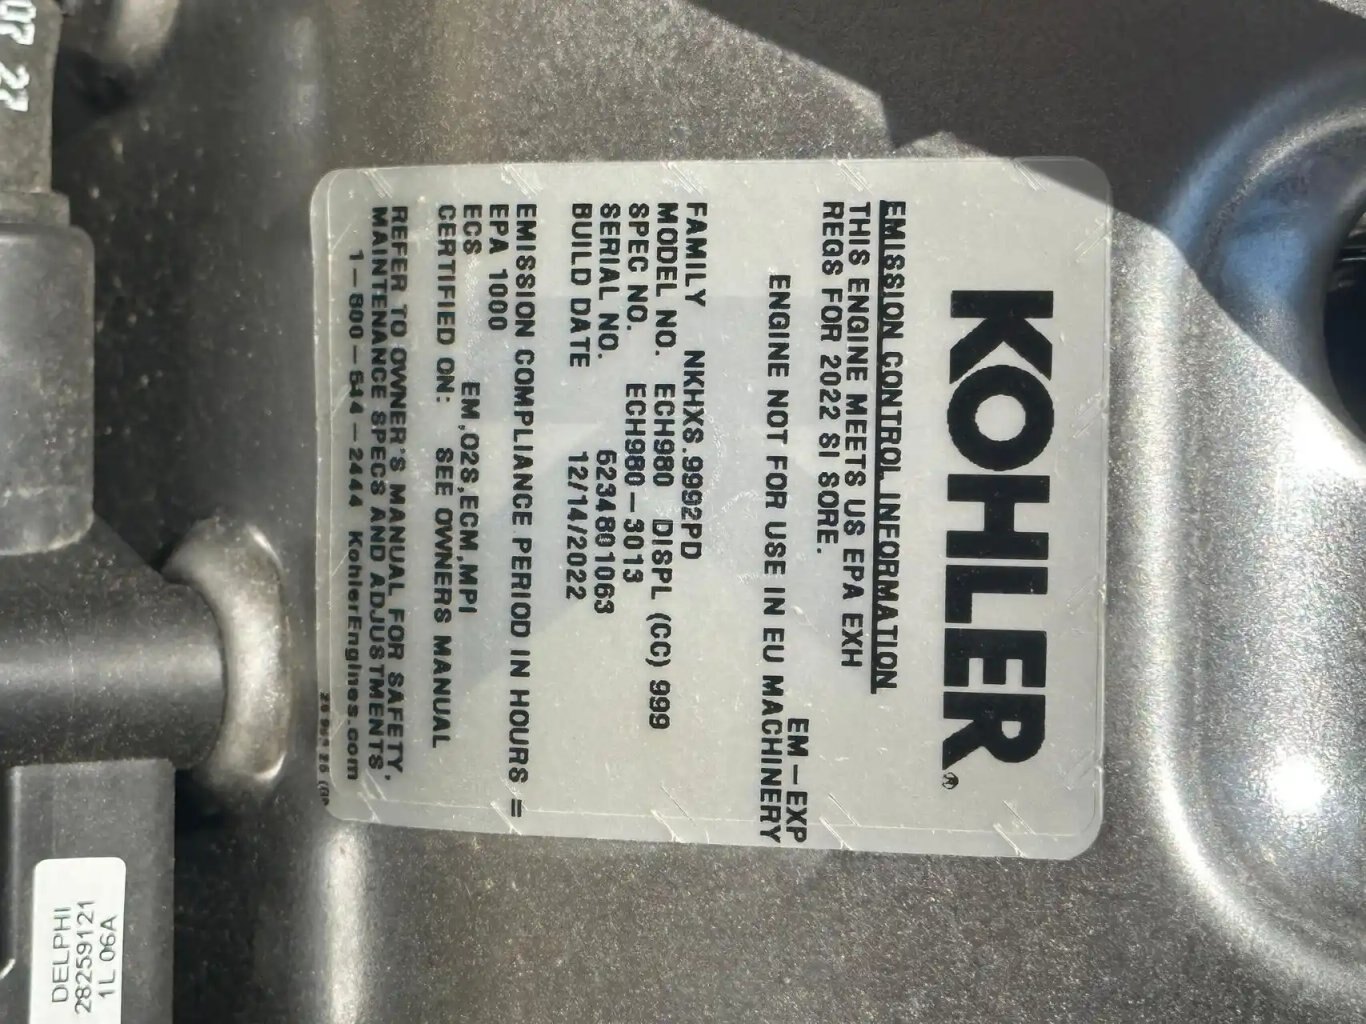 KOHLER®
EMISSION CONTROL INFORMATION
THIS ENGINE MEETS US EPA EXH
REGS FOR 2022 SI SORE.
EM-EXP
ENGINE NOT FOR USE IN EU MACHINERY
FAMILY NKHXS.9992PD
MODEL NO. ECH980 DISPL (CC) 999
SPEC NO. ECH980-3013
SERIAL NO. 5234801063
BUILD DATE 12/14/2022
EMISSION COMPLIANCE PERIOD IN HOURS =
EPA 1000
ECS EM,O2S,ECM,MPI
CERTIFIED ON: SEE OWNERS MANUAL
REFER TO OWNER'S MANUAL FOR SAFETY,
MAINTENANCE SPECS AND ADJUSTMENTS
1-800-544-2444 KohlerEngines.com
DELPHI
28259121
1L 06A